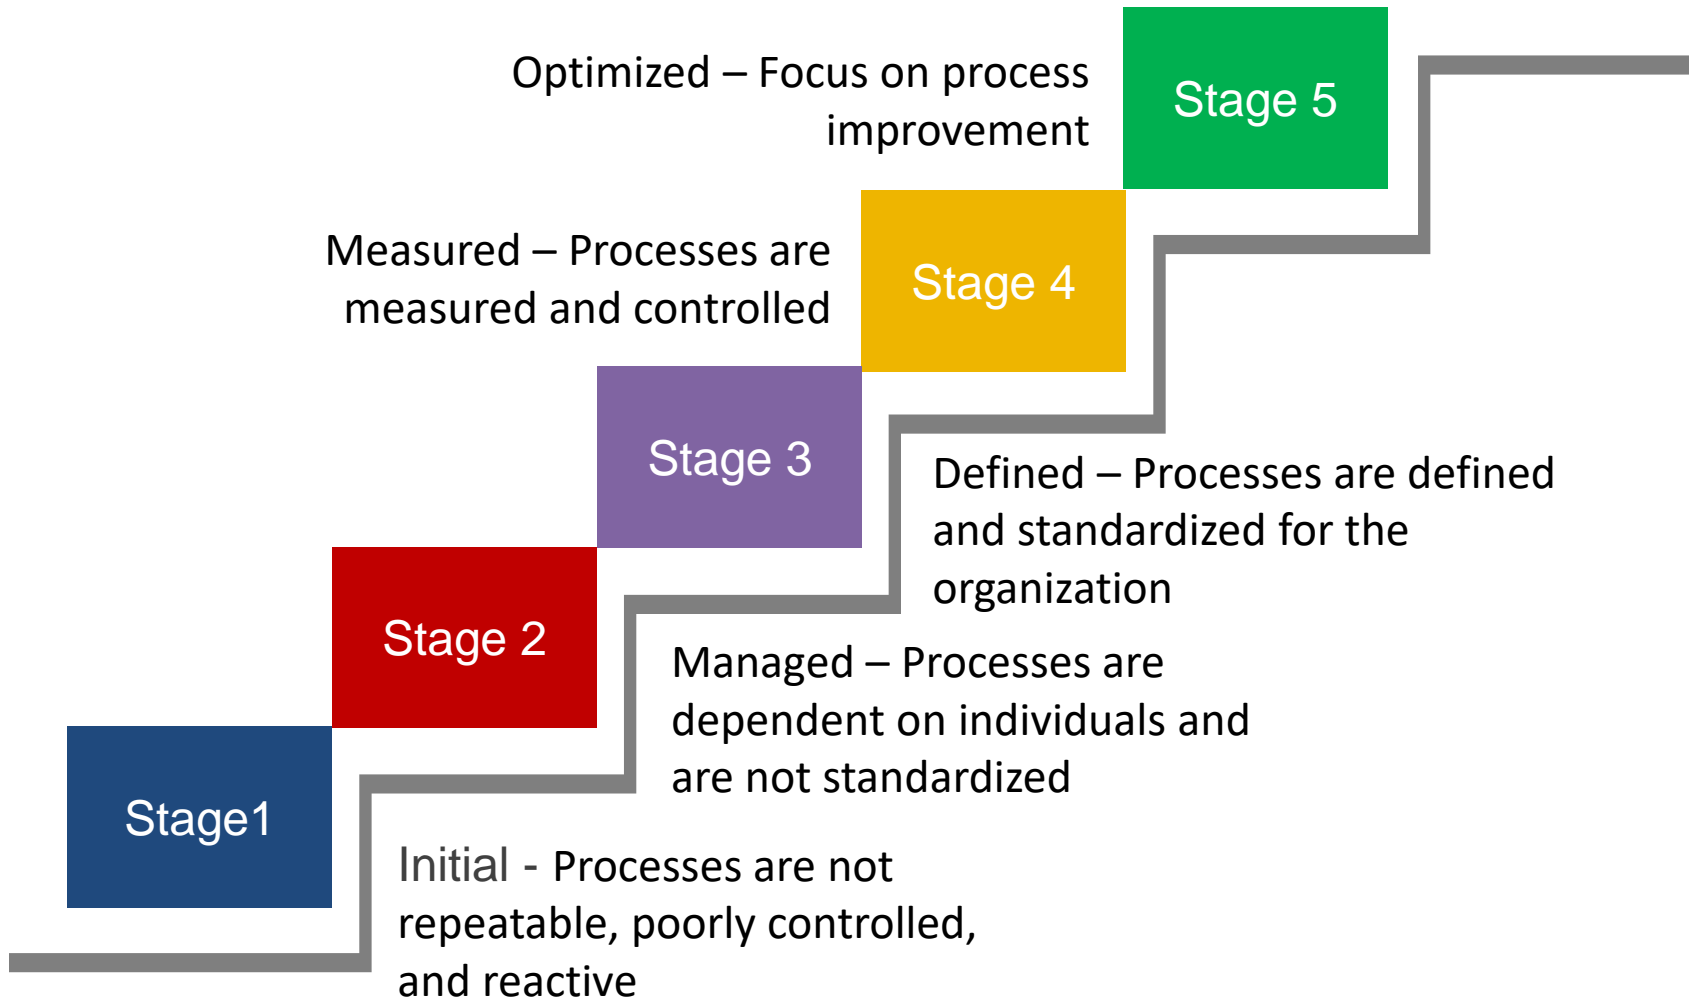 Optimized – Focus on process
improvement
Stage 5
Measured – Processes are
measured and controlled
Stage 4
Stage 3
Defined – Processes are defined
and standardized for the
organization
Stage 2
Managed – Processes are
dependent on individuals and
are not standardized
Stage1
Initial - Processes are not
repeatable, poorly controlled,
and reactive